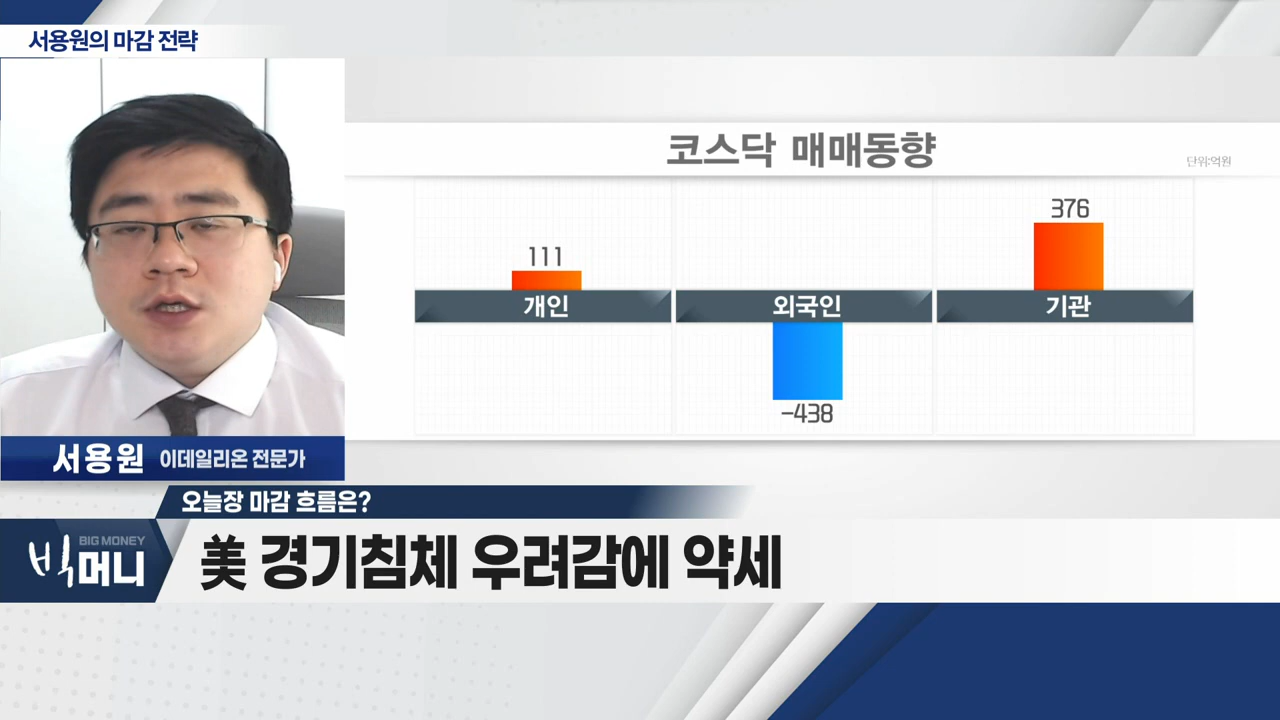 서용원의 마감 전략
코스닥 매매동향
단위:억원
111
376
개인
외국인
기관
-438
서용원 이데일리온 전문가
오늘장 마감 흐름은?
BIG MONEY
빅머니
美 경기침체 우려감에 약세